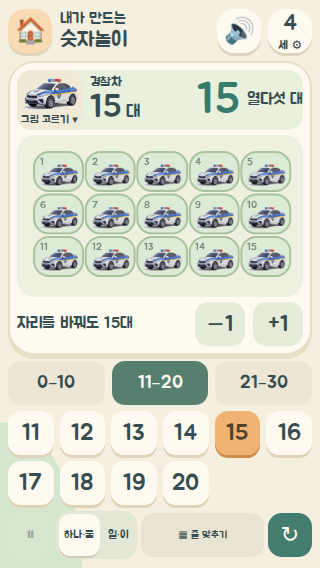 내가 만드는
숫자놀이
4
세
경찰차
15 대
그림 고르기 ▼
15 열다섯 대
1 2 3 4 5
6 7 8 9 10
11 12 13 14 15
자리를 바꿔도 15대
−1 +1
0–10 11–20 21–30
11 12 13 14 15 16
17 18 19 20
하나·둘 일·이 줄 맞추기